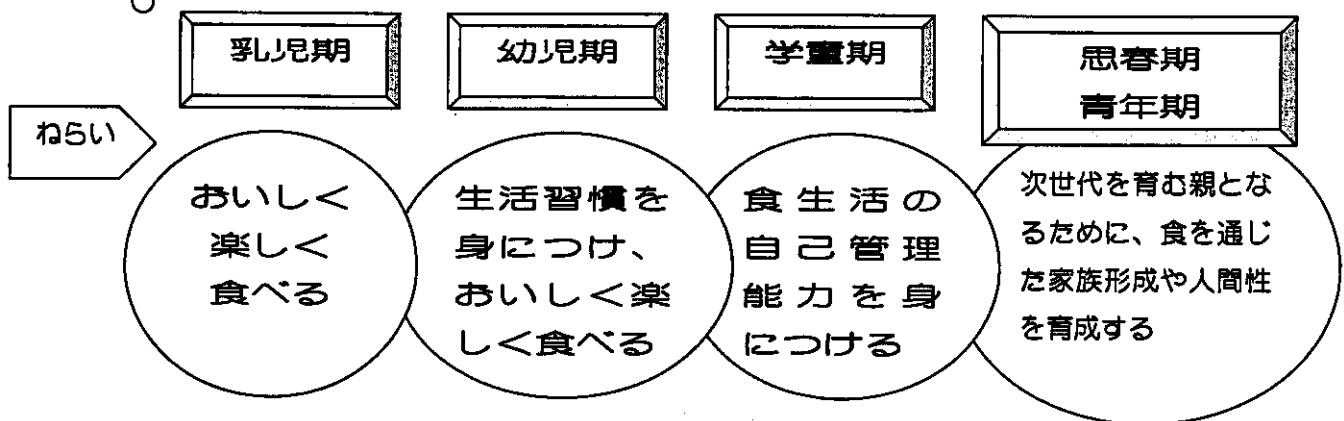 乳児期
幼児期
学童期
思春期
青年期
ねらい
おいしく
楽しく
食べる
生活習慣を
身につけ、
おいしく楽
しく食べる
食生活の
自己管理
能力を身
につける
次世代を育む親とな
るために、食を通じ
た家族形成や人間性
を育成する